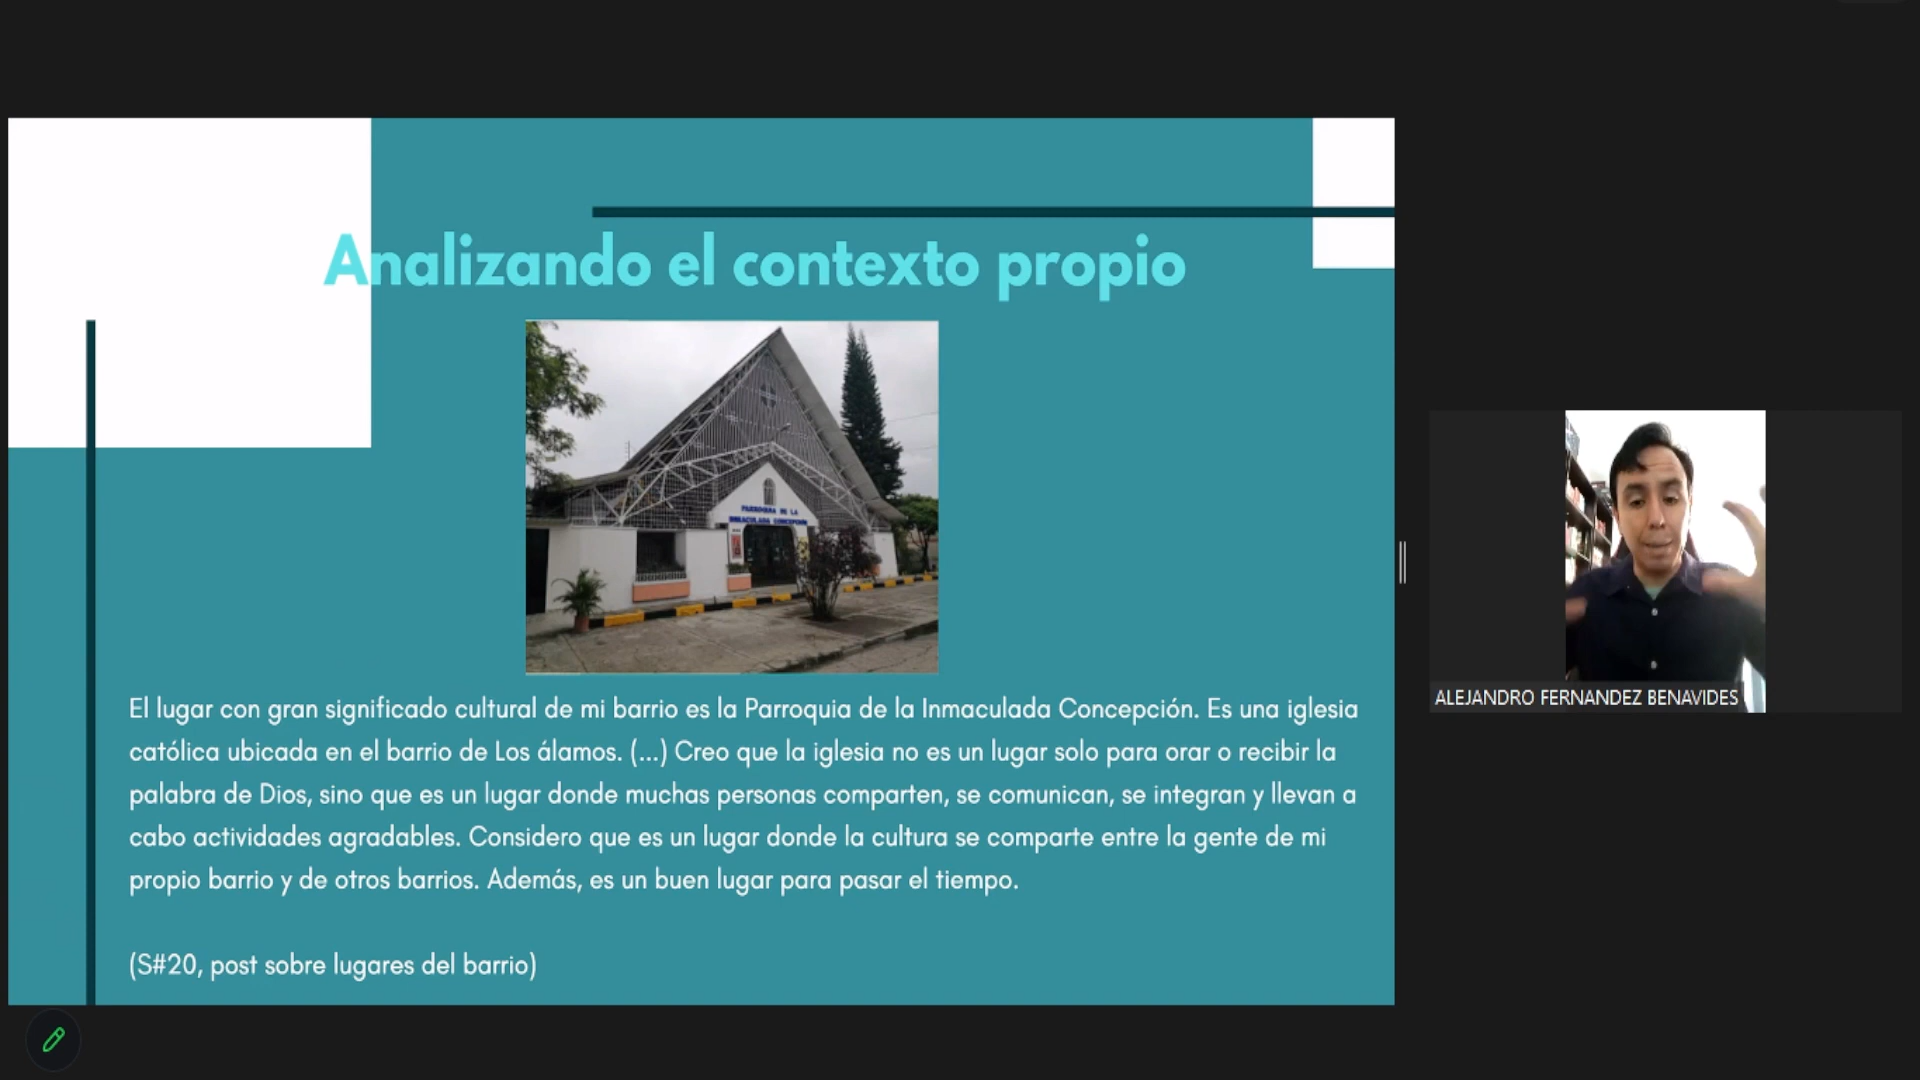 Analizando el contexto propio
PARROQUIA DE LA
INMACULADA CONCEPCIÓN
El lugar con gran significado cultural de mi barrio es la Parroquia de la Inmaculada Concepción. Es una iglesia
católica ubicada en el barrio de Los álamos. (...) Creo que la iglesia no es un lugar solo para orar o recibir la
palabra de Dios, sino que es un lugar donde muchas personas comparten, se comunican, se integran y llevan a
cabo actividades agradables. Considero que es un lugar donde la cultura se comparte entre la gente de mi
propio barrio y de otros barrios. Además, es un buen lugar para pasar el tiempo.
(S#20, post sobre lugares del barrio)
ALEJANDRO FERNANDEZ BENAVIDES